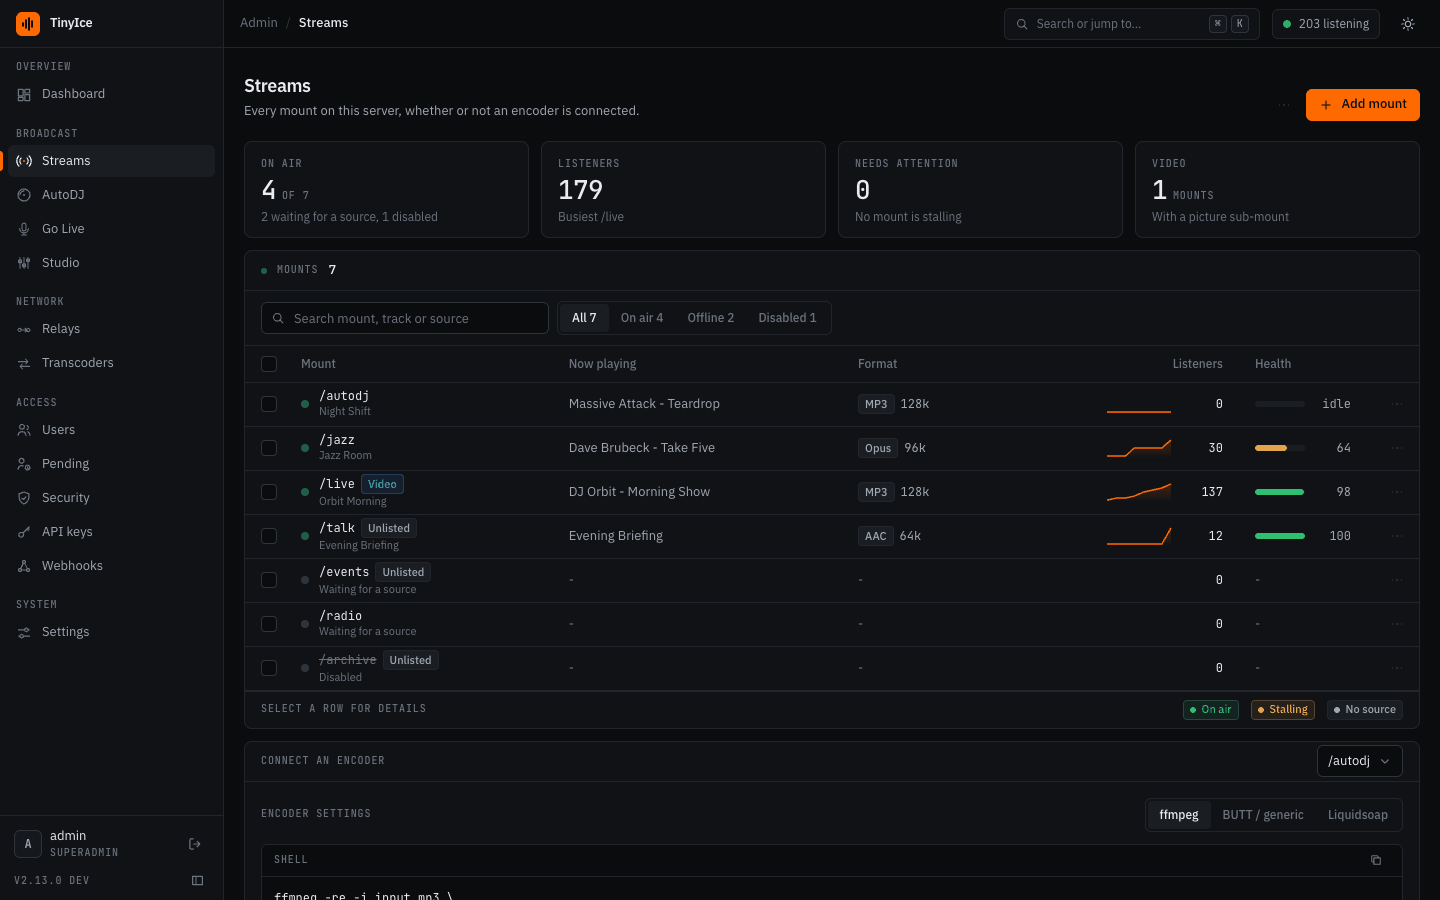 TinyIce
Admin / Streams
Search or jump to...
⌘ K
203 listening
OVERVIEW
Dashboard
BROADCAST
Streams
AutoDJ
Go Live
Studio
NETWORK
Relays
Transcoders
ACCESS
Users
Pending
Security
API keys
Webhooks
SYSTEM
Settings
A
admin
SUPERADMIN
V2.13.0 DEV
Streams
Every mount on this server, whether or not an encoder is connected.
+ Add mount
ON AIR
4 OF 7
2 waiting for a source, 1 disabled
LISTENERS
179
Busiest /live
NEEDS ATTENTION
0
No mount is stalling
VIDEO
1 MOUNTS
With a picture sub-mount
MOUNTS 7
Search mount, track or source
All 7 On air 4 Offline 2 Disabled 1
Mount Now playing Format Listeners Health
/autodj
Night Shift
Massive Attack - Teardrop MP3 128k 0 idle
/jazz
Jazz Room
Dave Brubeck - Take Five Opus 96k 30 64
/live Video
Orbit Morning
DJ Orbit - Morning Show MP3 128k 137 98
/talk Unlisted
Evening Briefing
Evening Briefing AAC 64k 12 100
/events Unlisted
Waiting for a source
- - 0 -
/radio
Waiting for a source
- - 0 -
/archive Unlisted
Disabled
- - 0 -
SELECT A ROW FOR DETAILS
On air Stalling No source
CONNECT AN ENCODER
/autodj
ENCODER SETTINGS
ffmpeg BUTT / generic Liquidsoap
SHELL
ffmpeg -re -i input.mp3 \